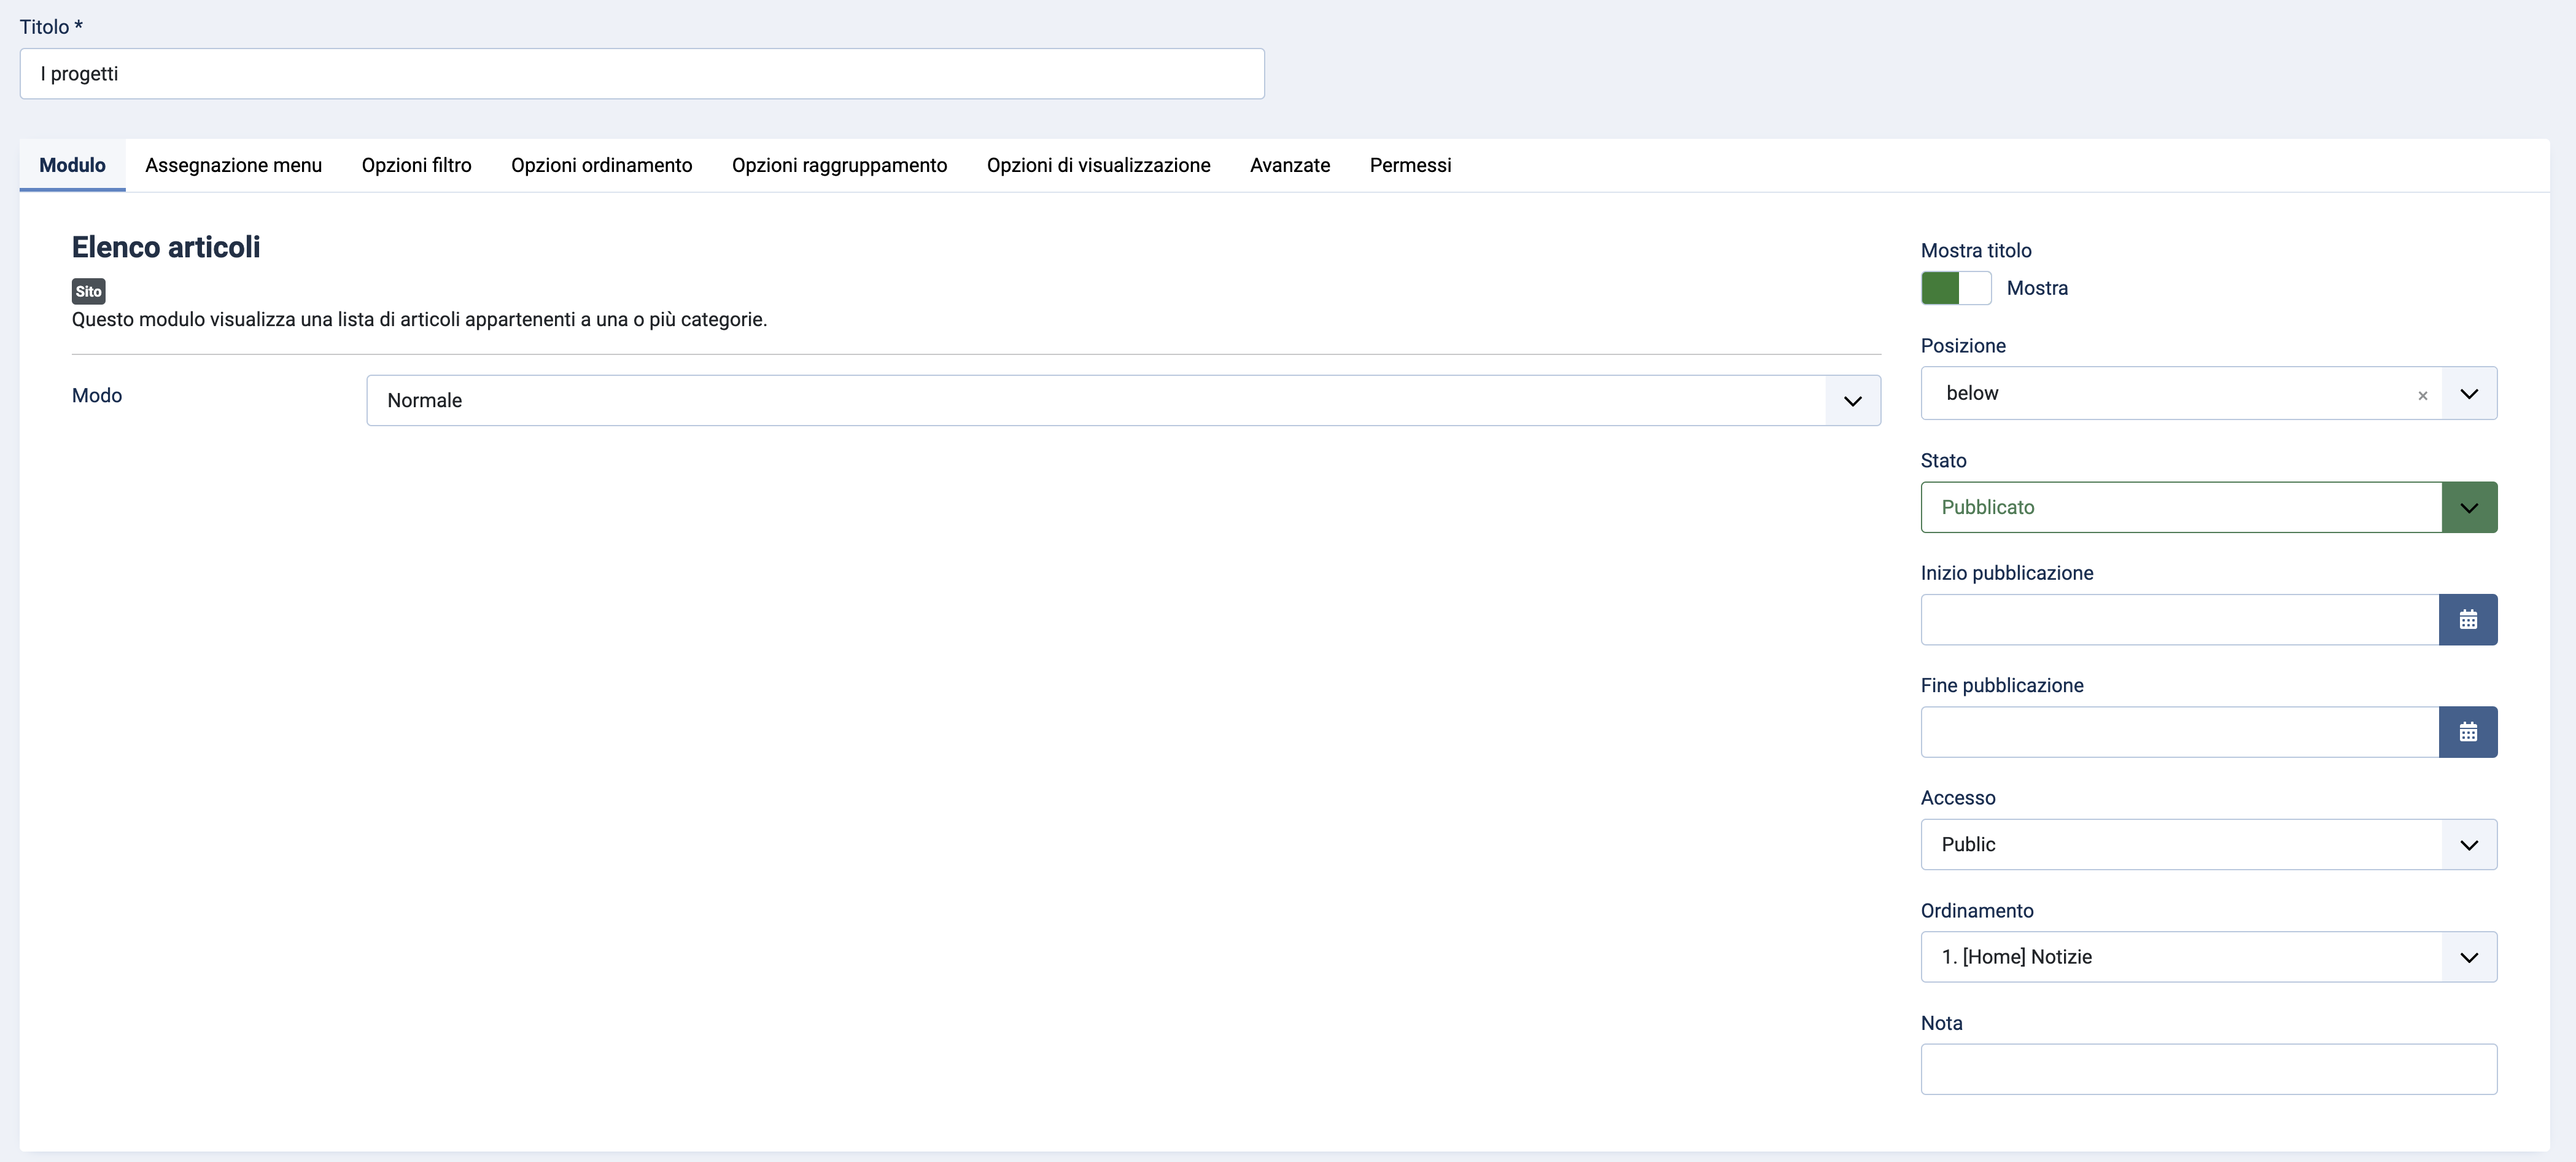 Titolo *
I progetti
Modulo Assegnazione menu Opzioni filtro Opzioni ordinamento Opzioni raggruppamento Opzioni di visualizzazione Avanzate Permessi
Elenco articoli
Sito
Questo modulo visualizza una lista di articoli appartenenti a una o più categorie.
Modo
Normale
Mostra titolo
Mostra
Posizione
below ×
Stato
Pubblicato
Inizio pubblicazione
Fine pubblicazione
Accesso
Public
Ordinamento
1. [Home] Notizie
Nota